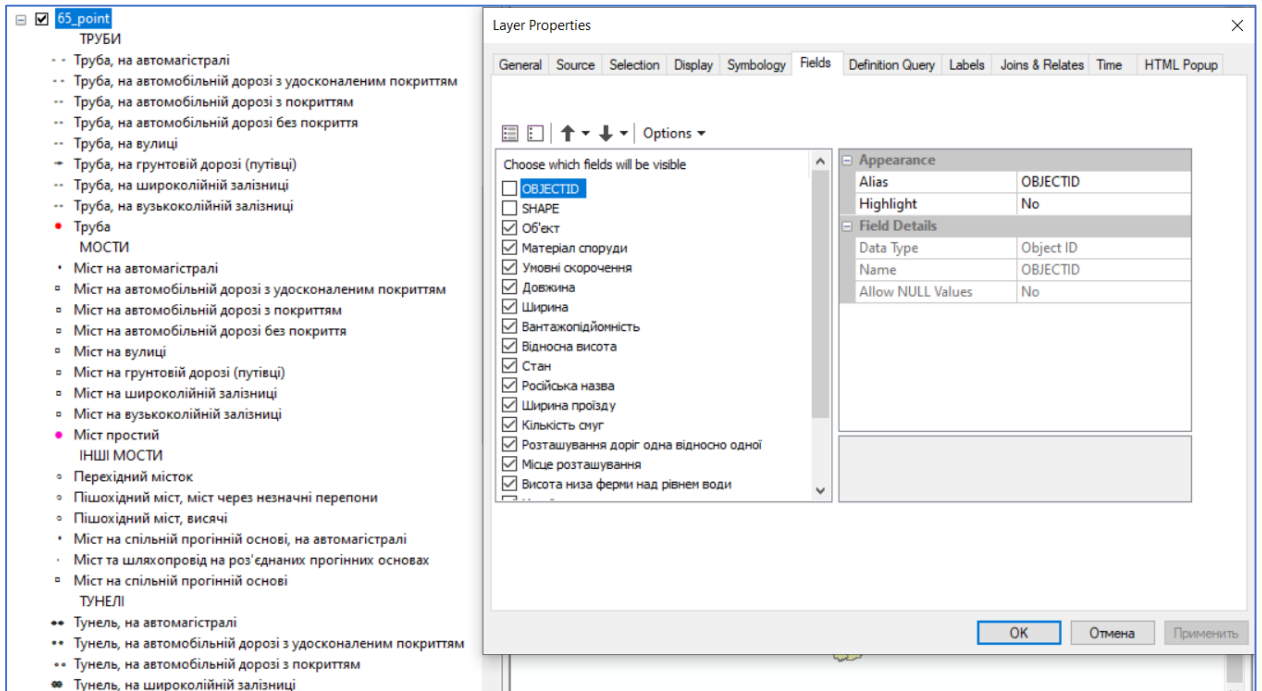 65_point
ТРУБИ
Труба, на автомагістралі
Труба, на автомобільній дорозі з удосконаленим покриттям
Труба, на автомобільній дорозі з покриттям
Труба, на автомобільній дорозі без покриття
Труба, на вулиці
Труба, на грунтовій дорозі (путівці)
Труба, на широколійній залізниці
Труба, на вузькоколійній залізниці
Труба
МОСТИ
Міст на автомагістралі
Міст на автомобільній дорозі з удосконаленим покриттям
Міст на автомобільній дорозі з покриттям
Міст на автомобільній дорозі без покриття
Міст на вулиці
Міст на грунтовій дорозі (путівці)
Міст на широколійній залізниці
Міст на вузькоколійній залізниці
Міст простий
ІНШІ МОСТИ
Перехідний місток
Пішохідний міст, міст через незначні перепони
Пішохідний міст, висячі
Міст на спільній прогінній основі, на автомагістралі
Міст та шляхопровід на роз'єднаних прогінних основах
Міст на спільній прогінній основі
ТУНЕЛІ
Тунель, на автомагістралі
Тунель, на автомобільній дорозі з удосконаленим покриттям
Тунель, на автомобільній дорозі з покриттям
Тунель, на широколійній залізниці
Layer Properties
General Source Selection Display Symbology Fields Definition Query Labels Joins & Relates Time HTML Popup
Options
Choose which fields will be visible
OBJECTID
SHAPE
Об'єкт
Матеріал споруди
Умовні скорочення
Довжина
Ширина
Вантажопідйомність
Відносна висота
Стан
Російська назва
Ширина проїзду
Кількість смуг
Розташування доріг одна відносно одної
Місце розташування
Висота низа ферми над рівнем води
Appearance
Alias OBJECTID
Highlight No
Field Details
Data Type Object ID
Name OBJECTID
Allow NULL Values No
OK Отмена Применить